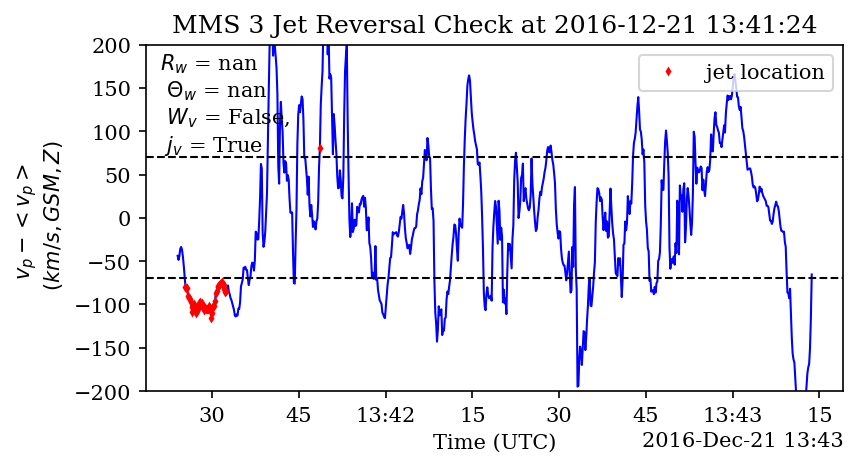 MMS 3 Jet Reversal Check at 2016-12-21 13:41:24
R_w = nan
Θ_w = nan
W_v = False,
j_v = True
jet location
v_p − < v_p >
(km/s, GSM, Z)
200
150
100
50
0
−50
−100
−150
−200
30 45 13:42 15 30 45 13:43 15
Time (UTC)
2016-Dec-21 13:43